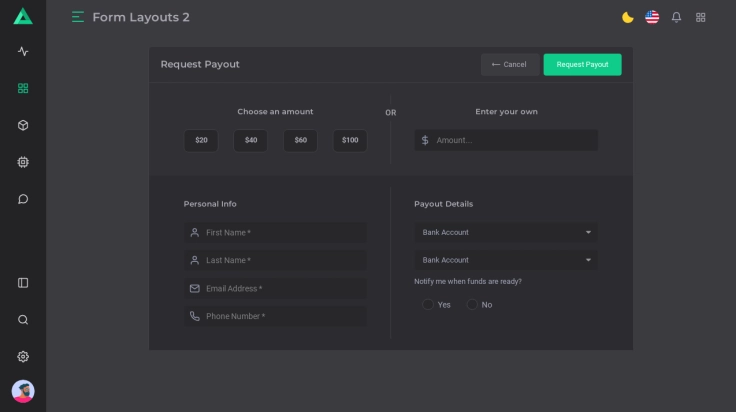 Form Layouts 2
Request Payout
Cancel
Request Payout
Choose an amount
OR
Enter your own
$20
$40
$60
$100
Amount...
Personal Info
First Name *
Last Name *
Email Address *
Phone Number *
Payout Details
Bank Account
Bank Account
Notify me when funds are ready?
Yes
No